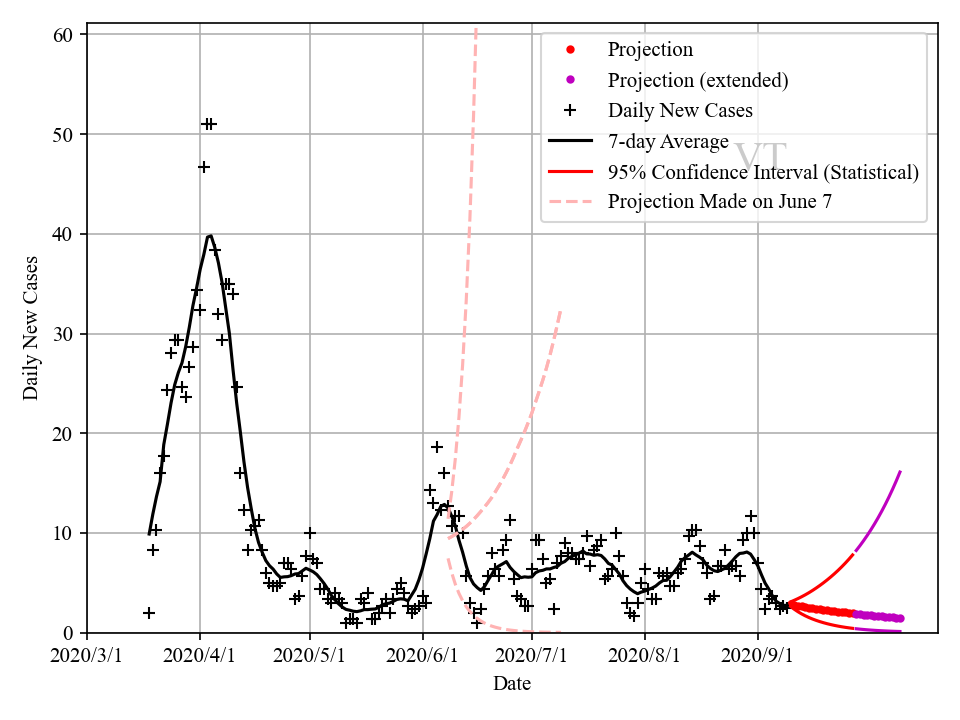 60
50
40
30
20
10
0
Daily New Cases
2020/3/1 2020/4/1 2020/5/1 2020/6/1 2020/7/1 2020/8/1 2020/9/1
Date
Projection
Projection (extended)
Daily New Cases
7-day Average
95% Confidence Interval (Statistical)
Projection Made on June 7
VT